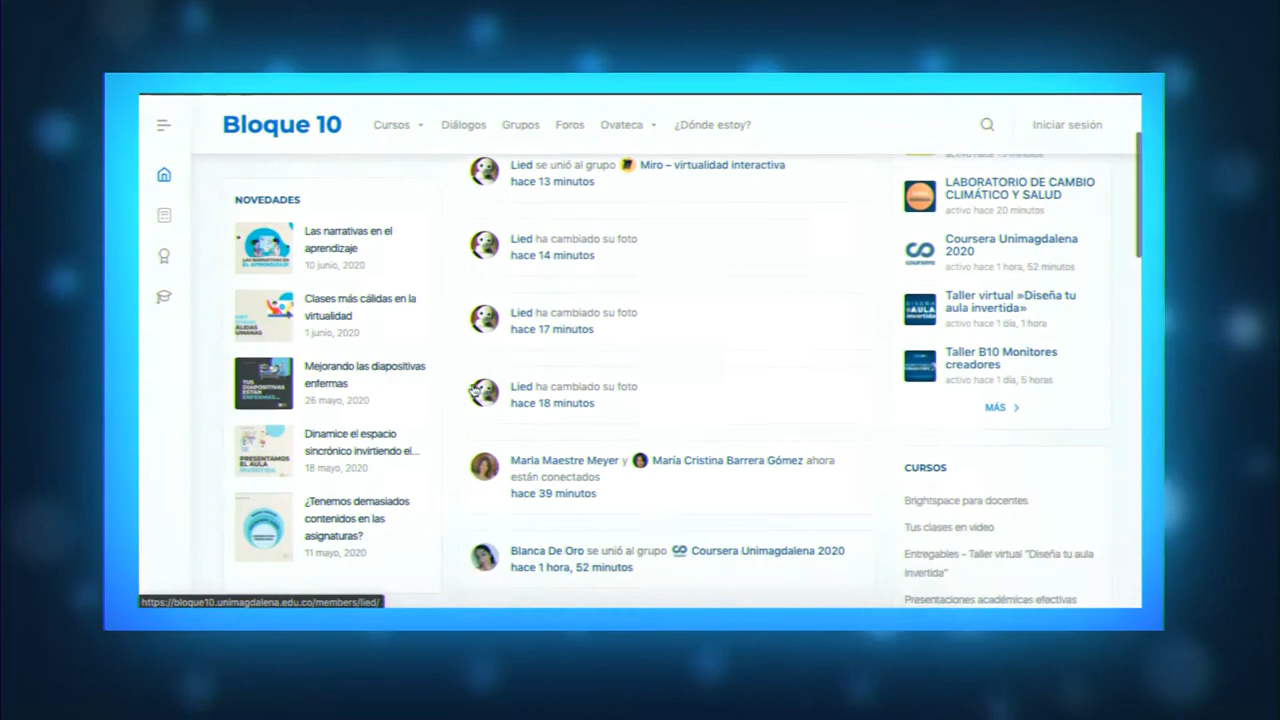 Bloque 10
Cursos
Diálogos
Grupos
Foros
Ovateca
¿Dónde estoy?
Iniciar sesión
NOVEDADES
Las narrativas en el
aprendizaje
10 junio, 2020
Clases más cálidas en la
virtualidad
1 junio, 2020
Mejorando las diapositivas
enfermas
26 mayo, 2020
Dinamice el espacio
sincrónico invirtiendo el...
18 mayo, 2020
¿Tenemos demasiados
contenidos en las
asignaturas?
11 mayo, 2020
Lied se unió al grupo Miro – virtualidad interactiva
hace 13 minutos
Lied ha cambiado su foto
hace 14 minutos
Lied ha cambiado su foto
hace 17 minutos
Lied ha cambiado su foto
hace 18 minutos
Marla Maestre Meyer y María Cristina Barrera Gómez ahora
están conectados
hace 39 minutos
Blanca De Oro se unió al grupo Coursera Unimagdalena 2020
hace 1 hora, 52 minutos
LABORATORIO DE CAMBIO
CLIMÁTICO Y SALUD
activo hace 20 minutos
Coursera Unimagdalena
2020
activo hace 1 hora, 52 minutos
Taller virtual »Diseña tu
aula invertida»
activo hace 1 día, 1 hora
Taller B10 Monitores
creadores
activo hace 1 día, 5 horas
MÁS
CURSOS
Brightspace para docentes
Tus clases en video
Entregables – Taller virtual "Diseña tu aula
invertida"
Presentaciones académicas efectivas
https://bloque10.unimagdalena.edu.co/members/lied/